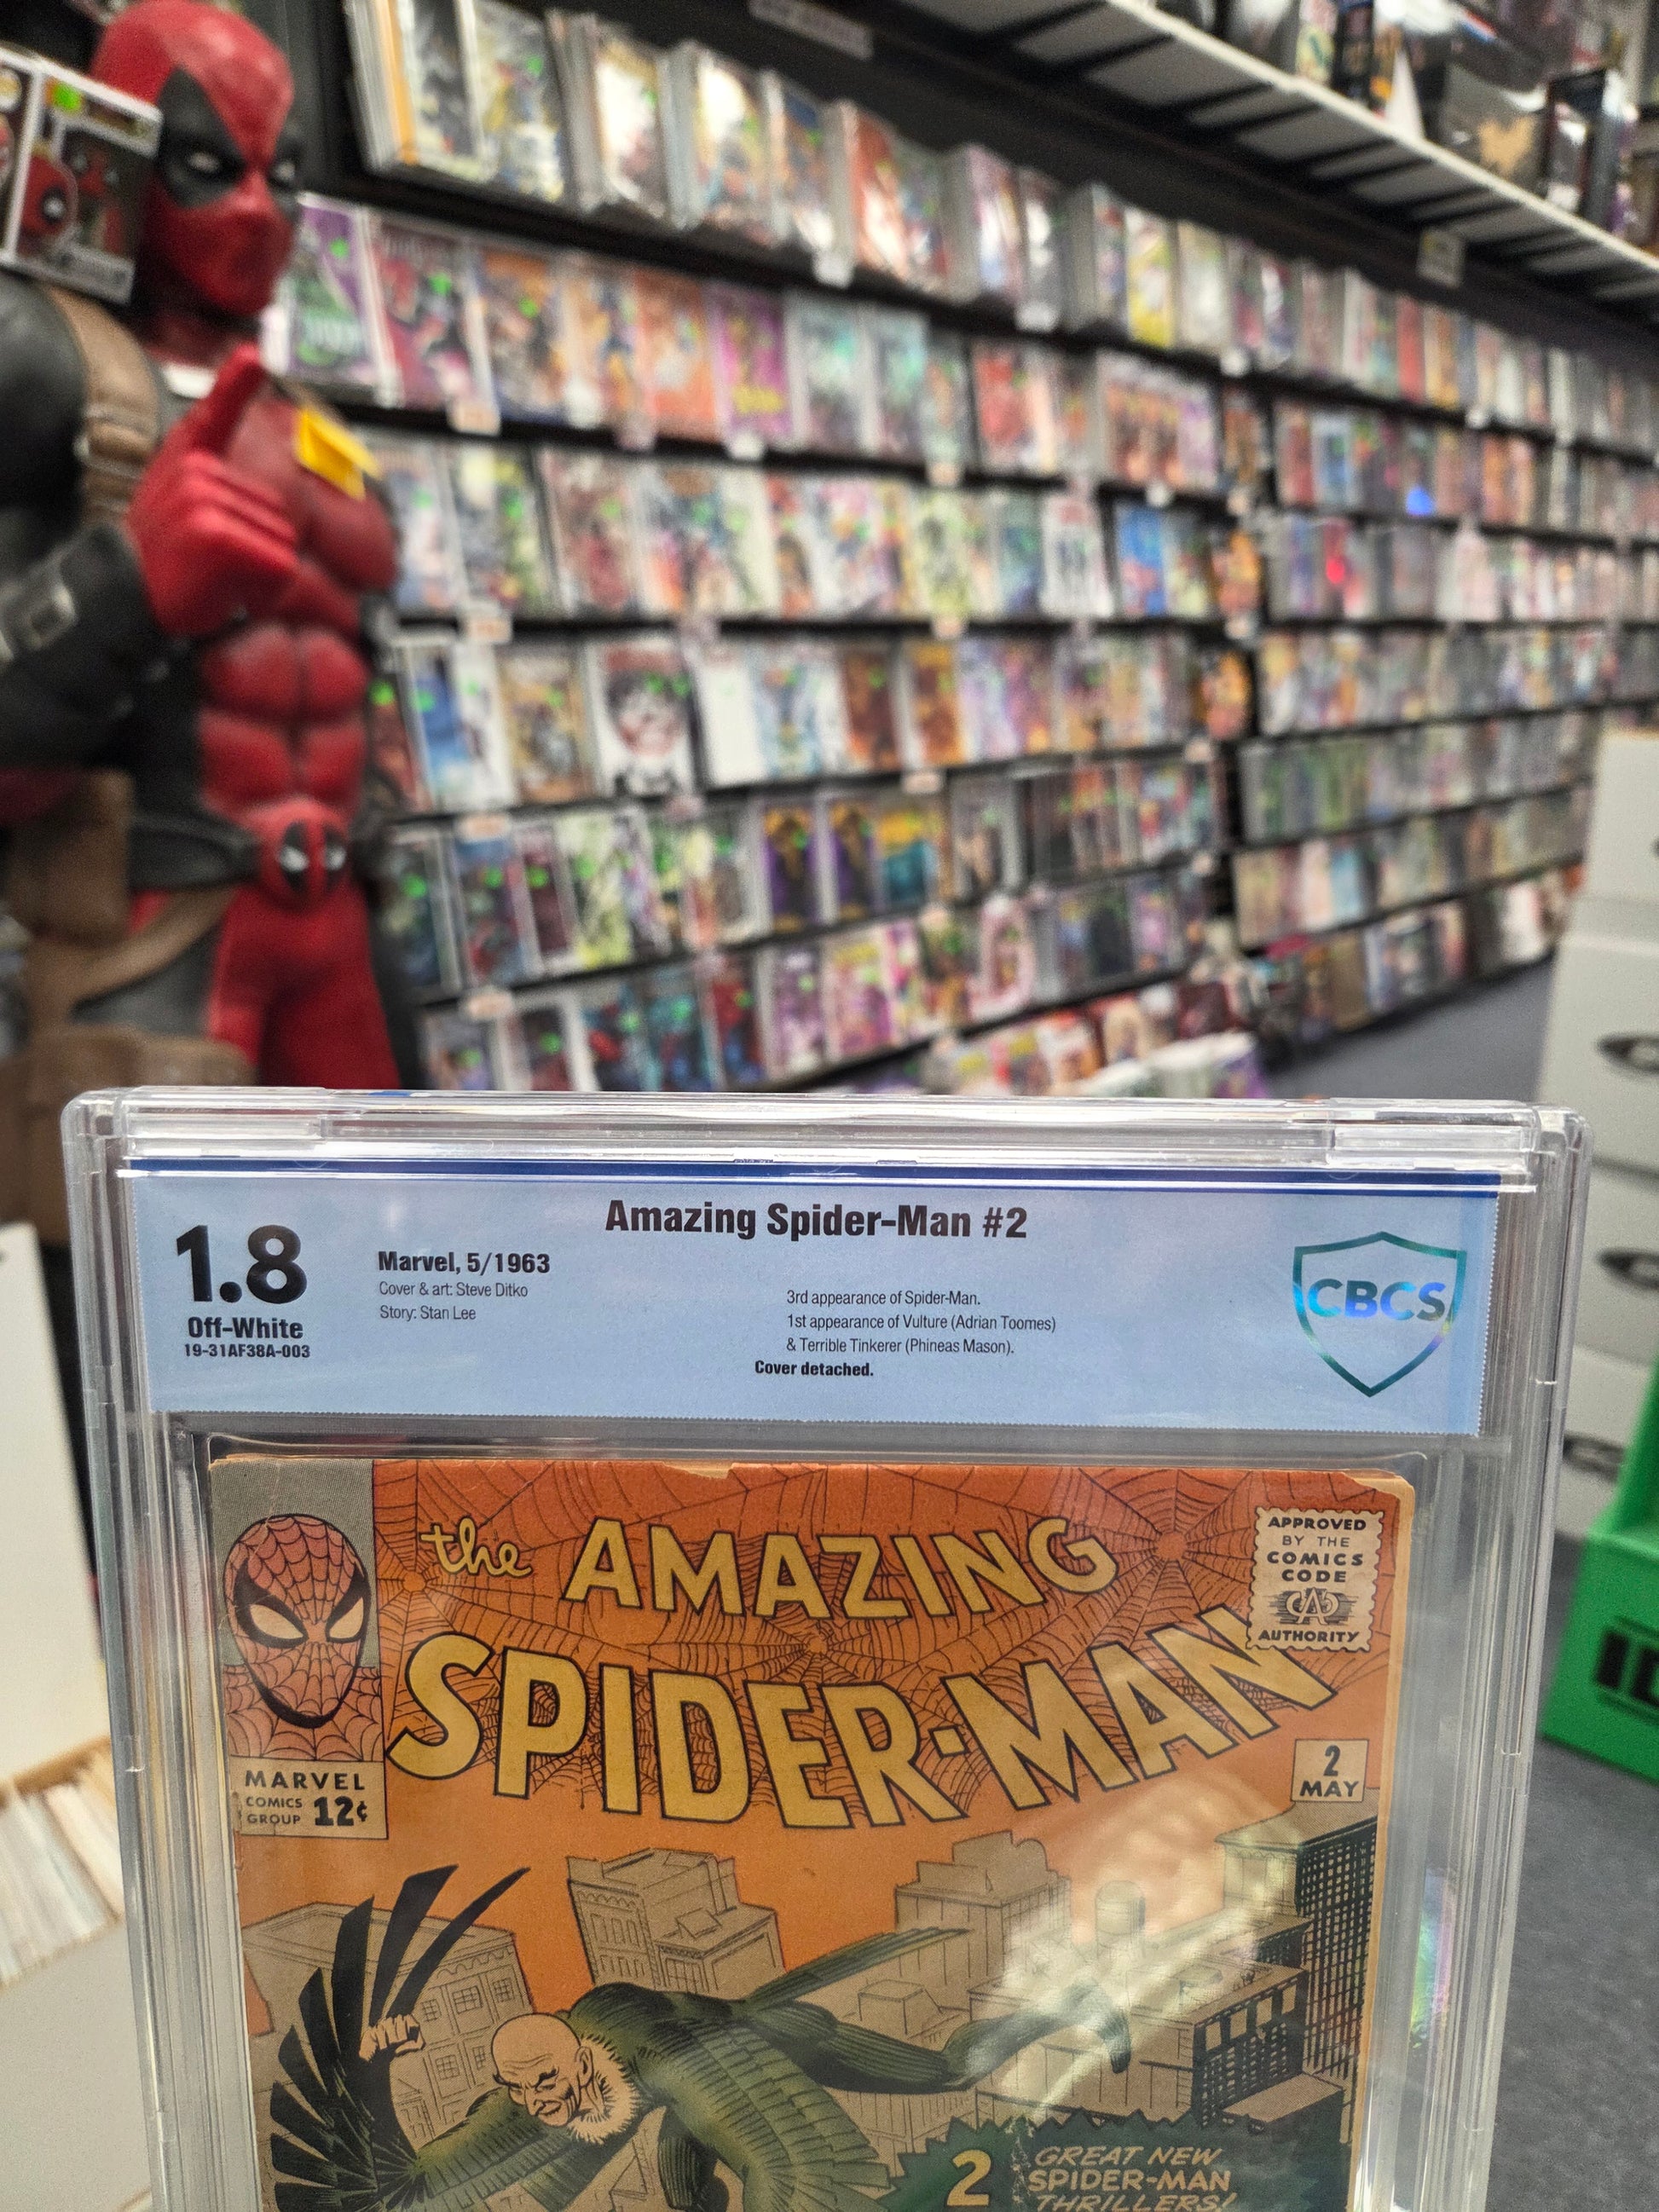 Amazing Spider-Man #2
1.8
Off-White
19-31AF38A-003
Marvel, 5/1963
Cover & art: Steve Ditko
Story: Stan Lee
3rd appearance of Spider-Man.
1st appearance of Vulture (Adrian Toomes)
& Terrible Tinkerer (Phineas Mason).
Cover detached.
CBCS
the AMAZING
SPIDER-MAN
APPROVED
BY THE
COMICS
CODE
CA
AUTHORITY
MARVEL
COMICS
GROUP 12¢
2
MAY
2 GREAT NEW
SPIDER-MAN
THRILLERS!